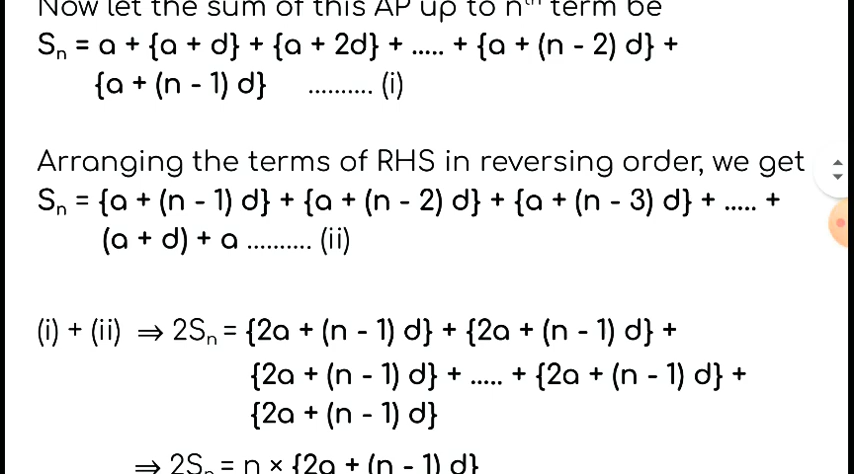 Now let the sum of this AP up to nᵗʰ term be
Sₙ = a + {a + d} + {a + 2d} + ..... + {a + (n - 2) d} +
{a + (n - 1) d} .......... (i)
Arranging the terms of RHS in reversing order, we get
Sₙ = {a + (n - 1) d} + {a + (n - 2) d} + {a + (n - 3) d} + ..... +
(a + d) + a .......... (ii)
(i) + (ii) ⇒ 2Sₙ = {2a + (n - 1) d} + {2a + (n - 1) d} +
{2a + (n - 1) d} + ..... + {2a + (n - 1) d} +
{2a + (n - 1) d}
⇒ 2Sₙ = n × {2a + (n - 1) d}